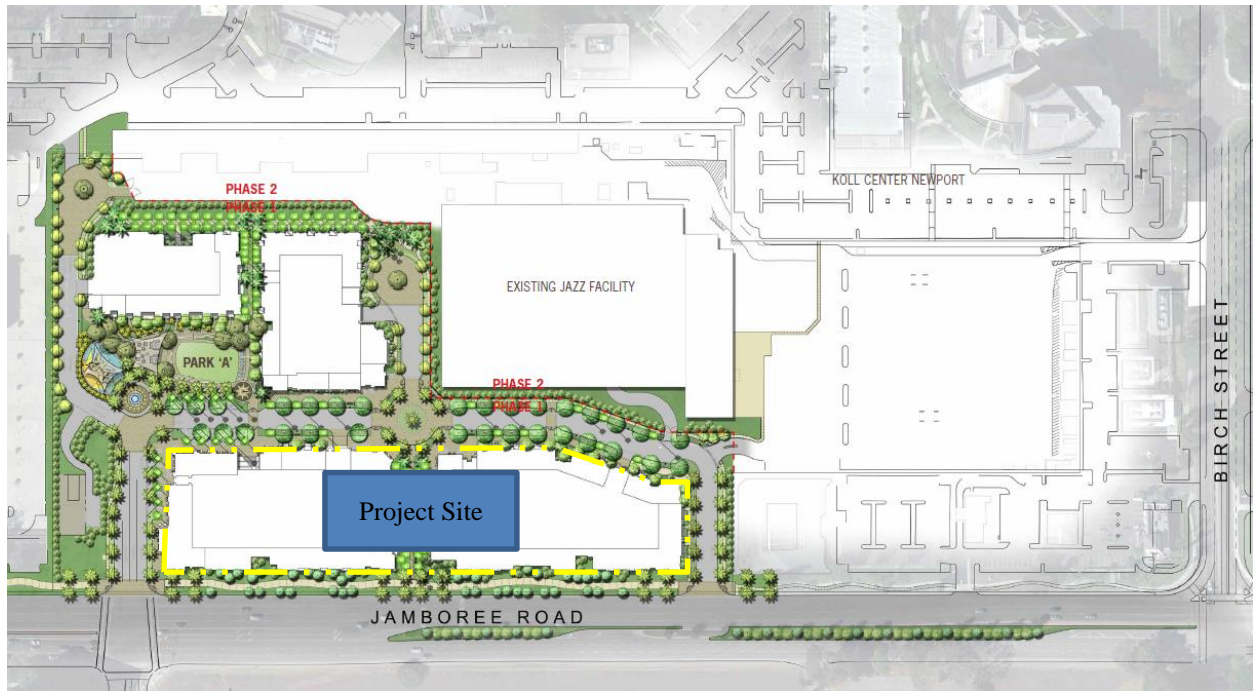 KOLL CENTER NEWPORT
PHASE 2
PHASE 1
EXISTING JAZZ FACILITY
BIRCH STREET
PARK 'A'
PHASE 2
PHASE 1
Project Site
JAMBOREE ROAD